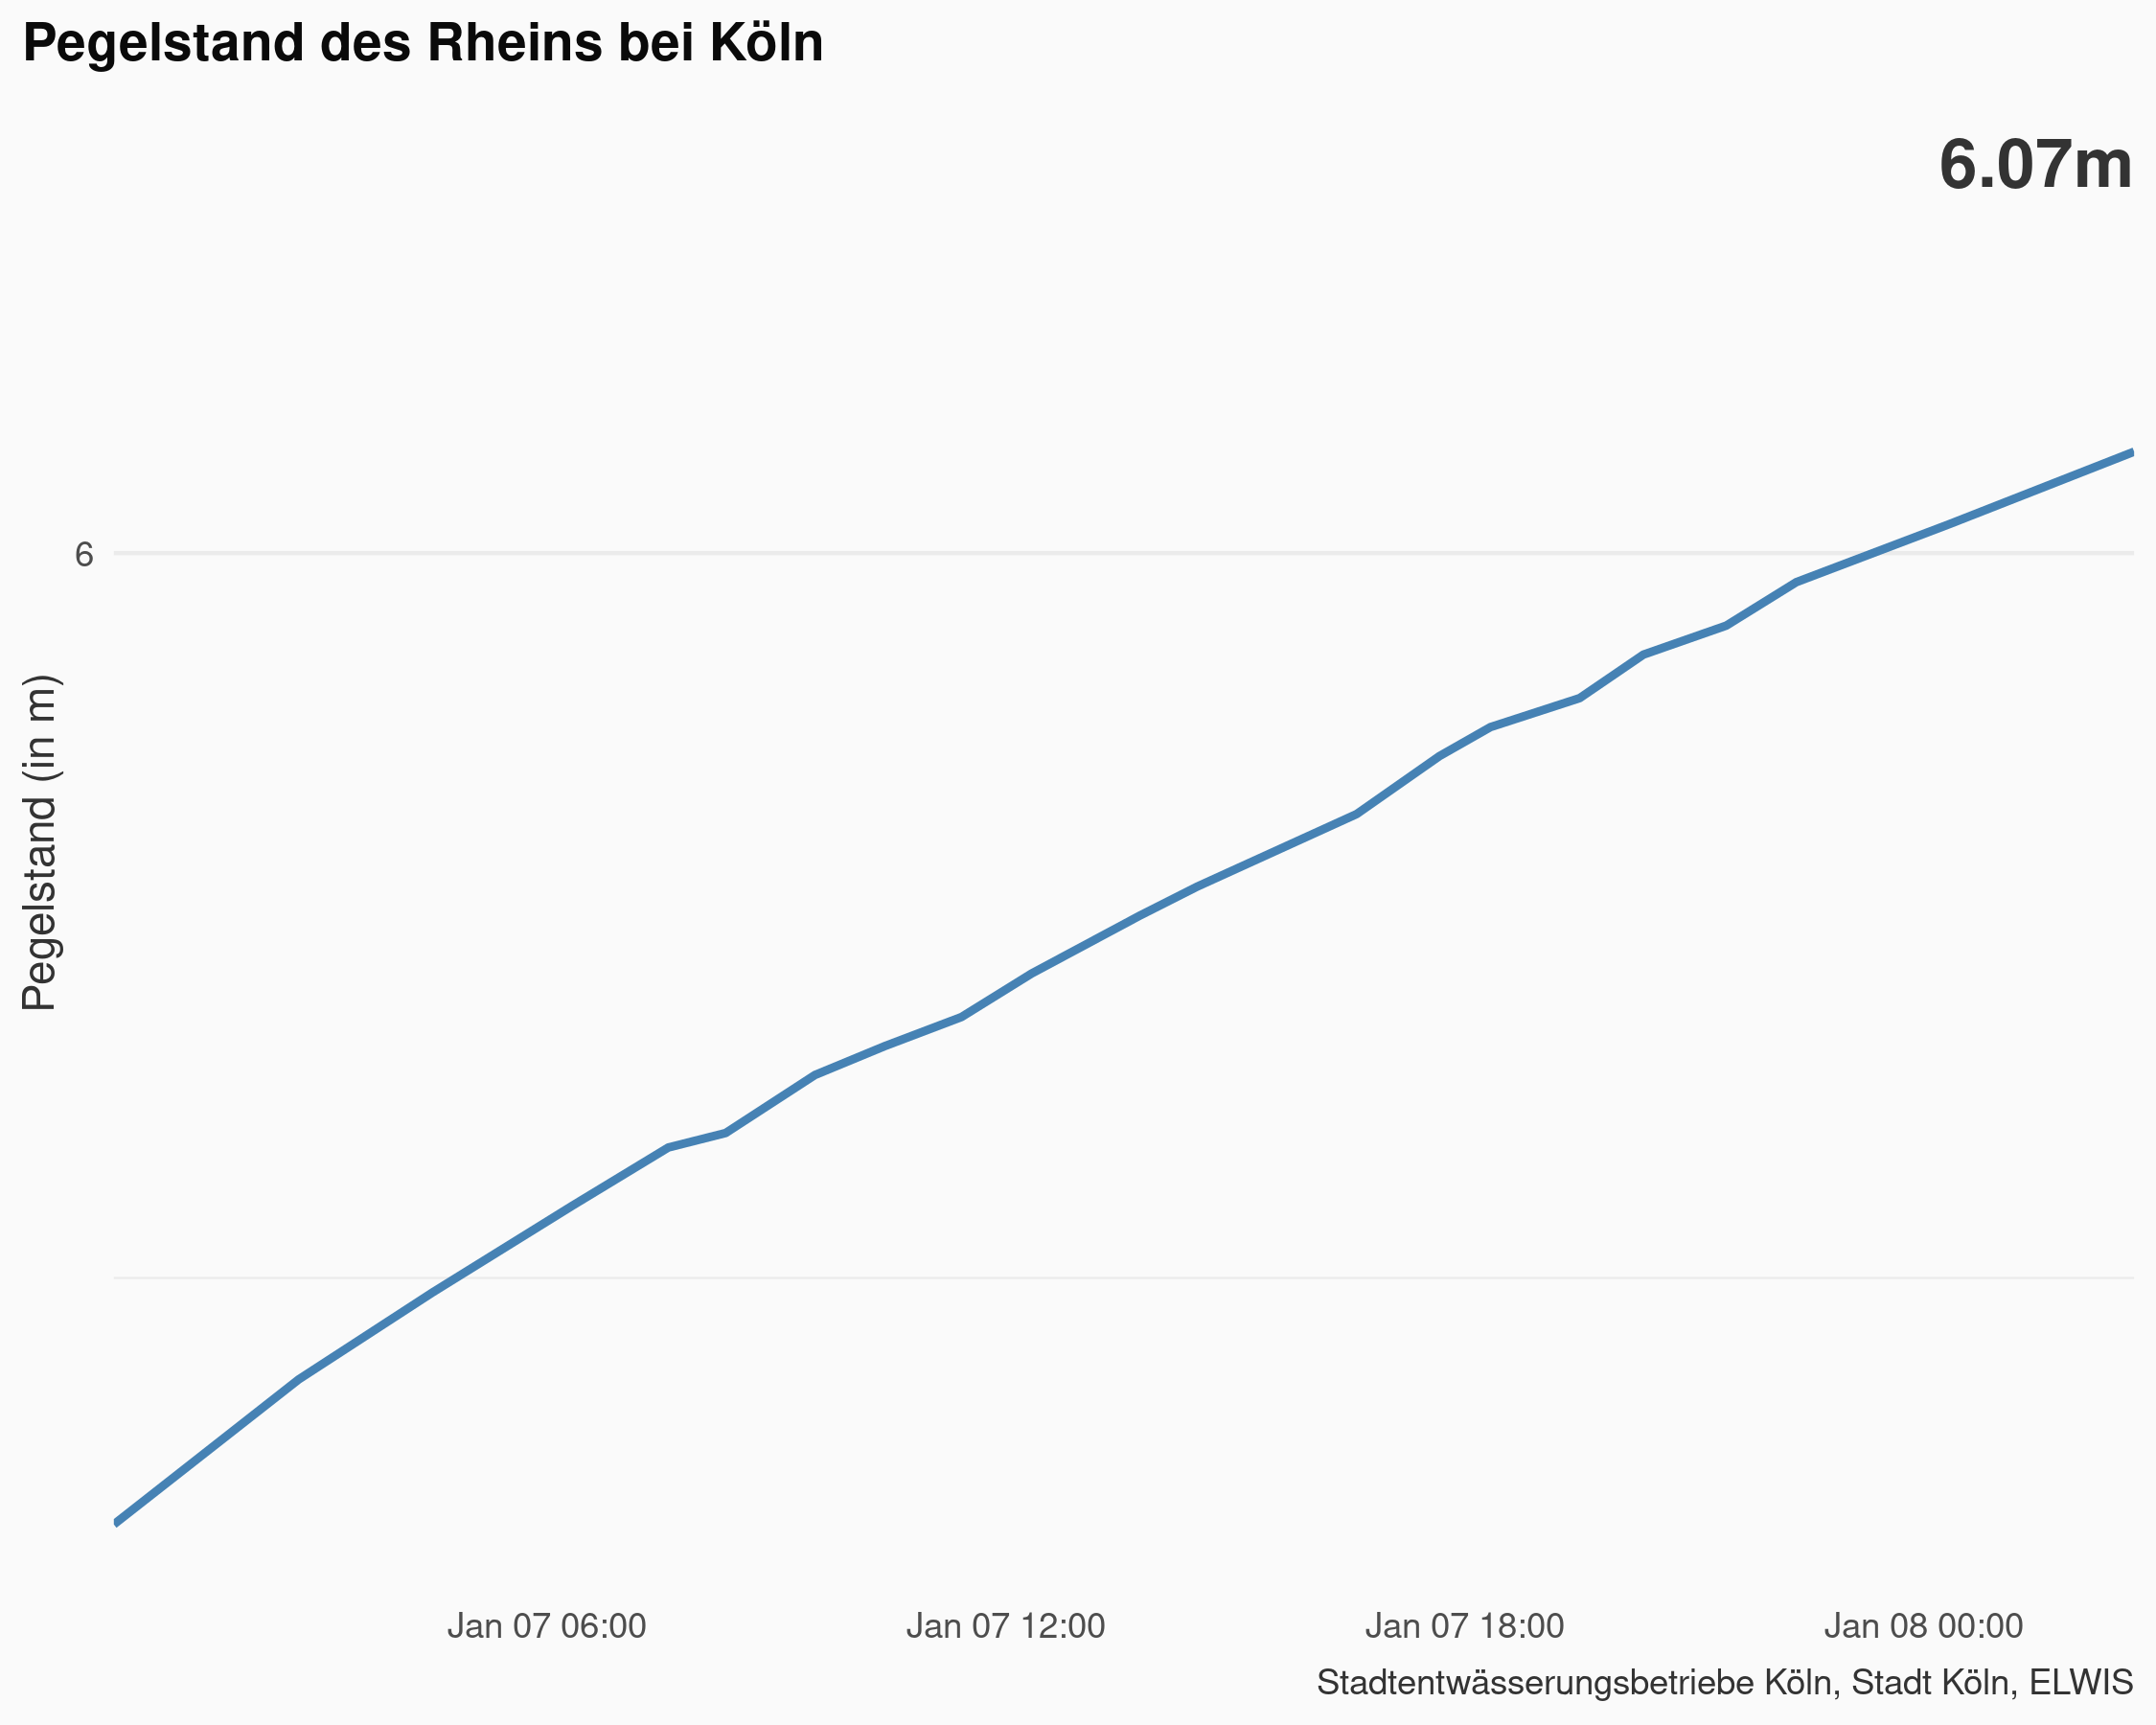 Pegelstand des Rheins bei Köln
6.07m
6
Pegelstand (in m)
Jan 07 06:00 Jan 07 12:00 Jan 07 18:00 Jan 08 00:00
Stadtentwässerungsbetriebe Köln, Stadt Köln, ELWIS